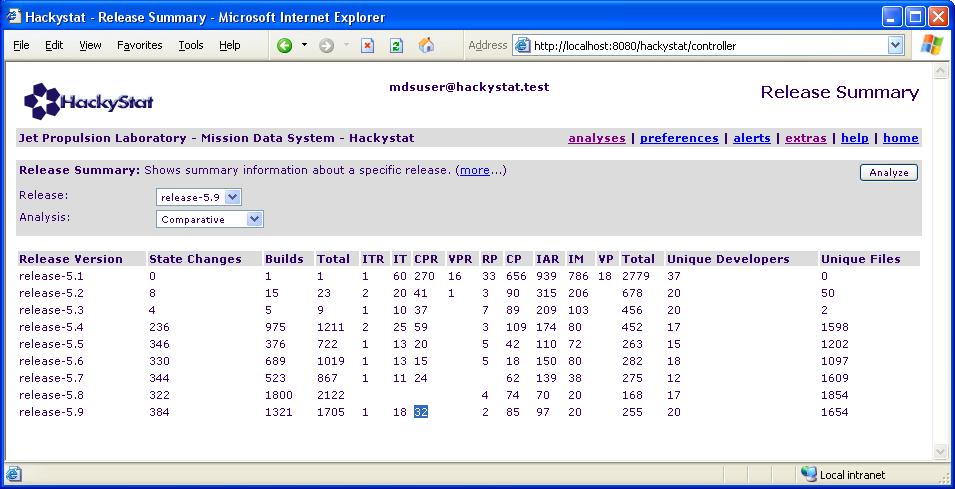 Hackystat - Release Summary - Microsoft Internet Explorer
File Edit View Favorites Tools Help Address http://localhost:8080/hackystat/controller
HackyStat mdsuser@hackystat.test Release Summary
Jet Propulsion Laboratory - Mission Data System - Hackystat analyses | preferences | alerts | extras | help | home
Release Summary: Shows summary information about a specific release. (more...) Analyze
Release: release-5.9
Analysis: Comparative
Release Version State Changes Builds Total ITR IT CPR VPR RP CP IAR IM VP Total Unique Developers Unique Files
release-5.1 0 1 1 1 60 270 16 33 656 939 786 18 2779 37 0
release-5.2 8 15 23 2 20 41 1 3 90 315 206 678 20 50
release-5.3 4 5 9 1 10 37 7 89 209 103 456 20 2
release-5.4 236 975 1211 2 25 59 3 109 174 80 452 17 1598
release-5.5 346 376 722 1 13 20 5 42 110 72 263 15 1202
release-5.6 330 689 1019 1 13 15 5 18 150 80 282 18 1097
release-5.7 344 523 867 1 11 24 62 139 38 275 12 1609
release-5.8 322 1800 2122 4 74 70 20 168 17 1854
release-5.9 384 1321 1705 1 18 32 2 85 97 20 255 20 1654
Local intranet